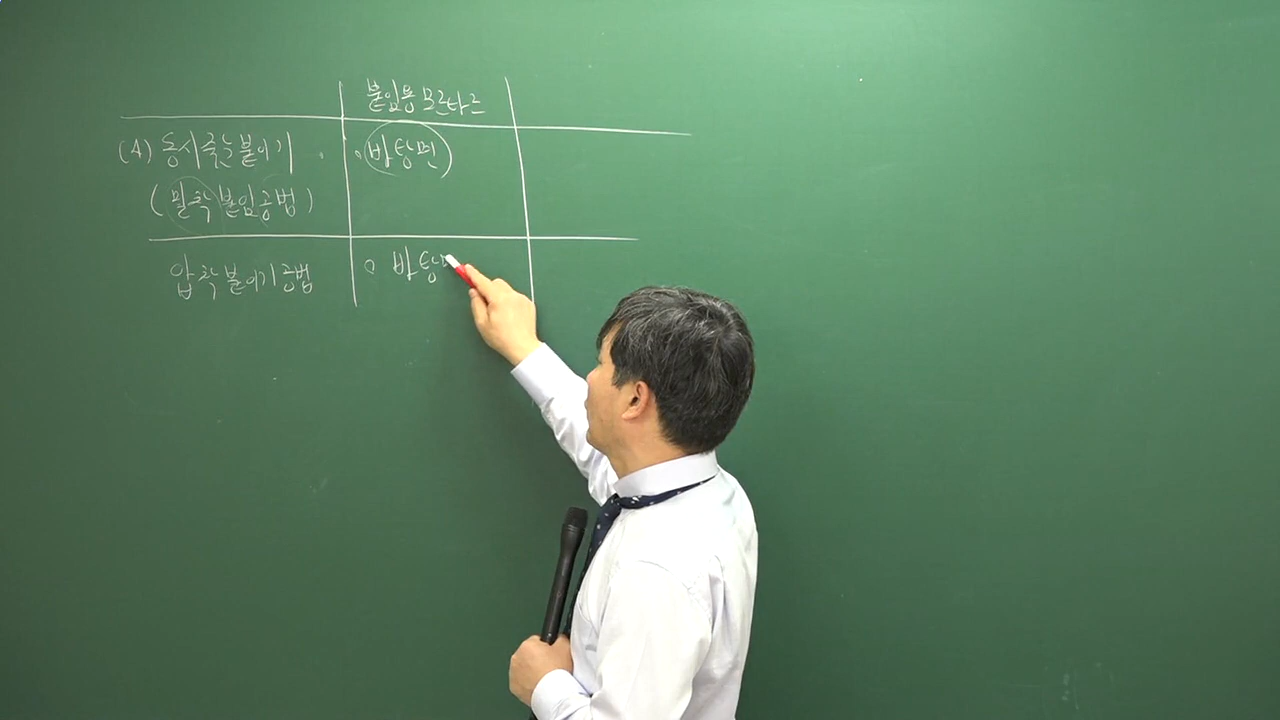 붙임용 모르타르
(4) 동시줄눈붙이기 · 바탕면
(밀착붙임공법)
압착붙이기공법 ◦ 바탕